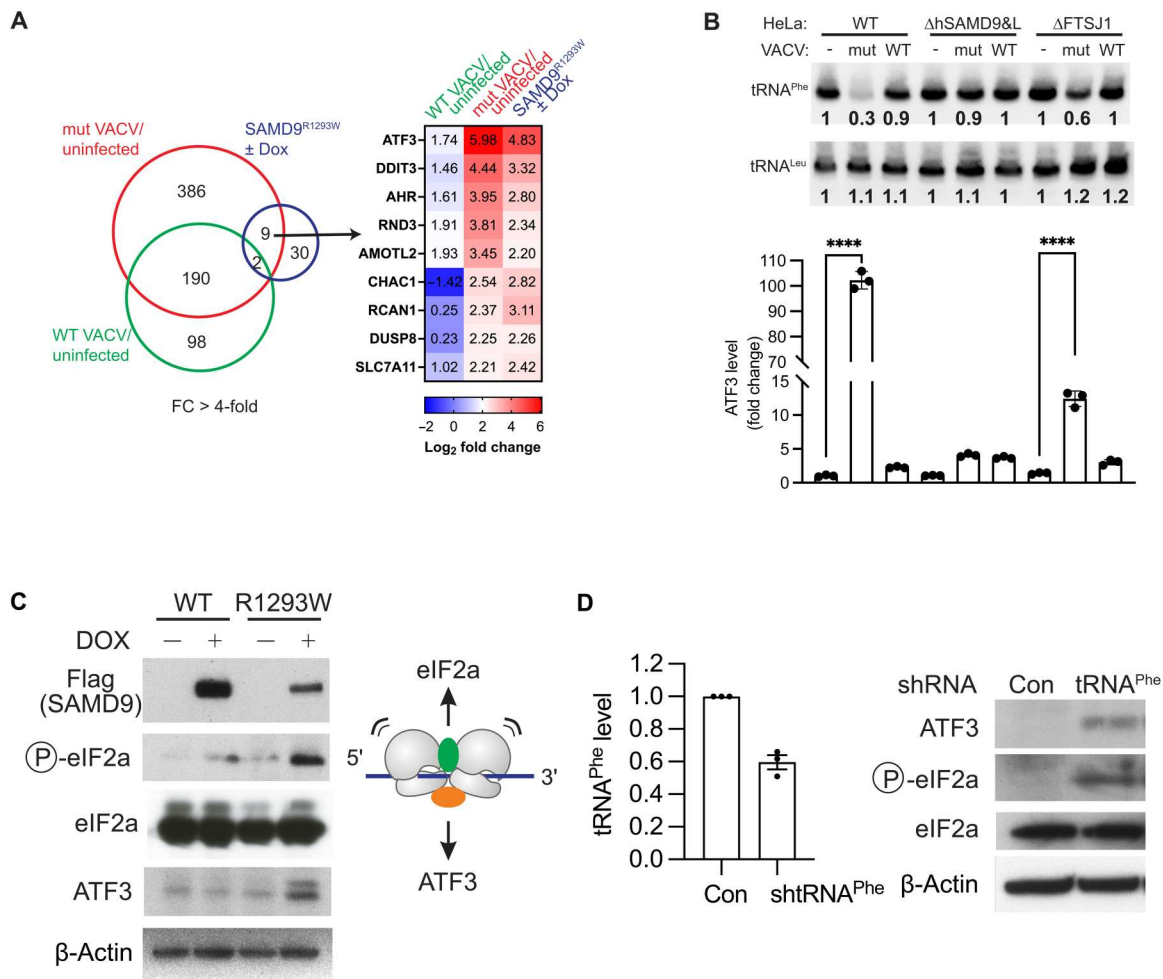 A
mut VACV/
uninfected
SAMD9R1293W
± Dox
386
9
30
2
190
WT VACV/
uninfected
98
FC > 4-fold
WT VACV/
uninfected
mut VACV/
uninfected
SAMD9R1293W
± Dox
ATF3 1.74 5.98 4.83
DDIT3 1.46 4.44 3.32
AHR 1.61 3.95 2.80
RND3 1.91 3.81 2.34
AMOTL2 1.93 3.45 2.20
CHAC1 −1.42 2.54 2.82
RCAN1 0.25 2.37 3.11
DUSP8 0.23 2.25 2.26
SLC7A11 1.02 2.21 2.42
−2 0 2 4 6
Log2 fold change
B
HeLa: WT ΔhSAMD9&L ΔFTSJ1
VACV: - mut WT - mut WT - mut WT
tRNAPhe
1 0.3 0.9 1 0.9 1 1 0.6 1
tRNALeu
1 1.1 1.1 1 1.1 1 1 1.2 1.2
ATF3 level
(fold change)
110
100
90
80
70
15
10
5
0
****
****
C
WT R1293W
DOX — + — +
Flag
(SAMD9)
P-eIF2a
eIF2a
ATF3
β-Actin
eIF2a
5'
3'
ATF3
D
tRNAPhe level
1.2
1.0
0.8
0.6
0.4
0.2
0.0
Con shtRNAPhe
shRNA Con tRNAPhe
ATF3
P-eIF2a
eIF2a
β-Actin